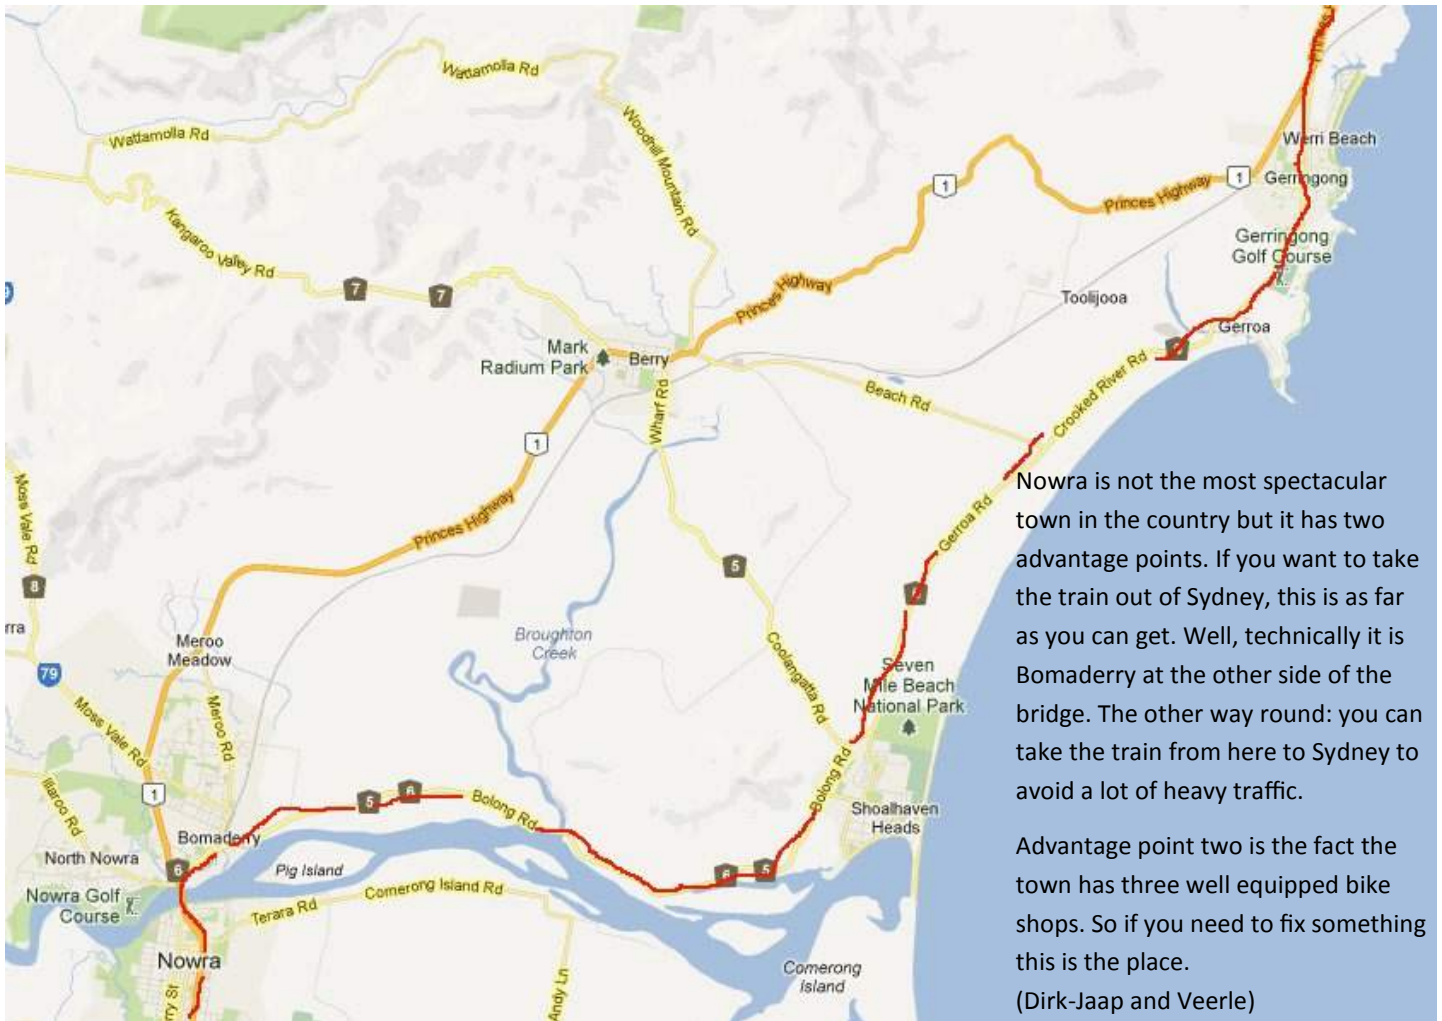 Princes
Wattamolla Rd
Wattamolla Rd
Woodhill Mountain Rd
Werri Beach
1
Princes Highway
1
Gerringong
Kangaroo Valley Rd
Gerringong
Golf Course
7
7
Princes Highway
Toolijooa
Gerroa
Mark
Radium Park
Berry
Crooked River Rd
Beach Rd
Wharf Rd
1
Moss Vale Rd
Princes Highway
Gerroa Rd
5
8
rra
Broughton
Creek
Meroo
Meadow
Coolangatta Rd
Seven
Mile Beach
National Park
79
Moss Vale Rd
Meroo Rd
1
5
6
Bolong Rd
Bolong Rd
Illaroo Rd
Shoalhaven
Heads
Bomaderry
North Nowra
6
Pig Island
6
5
Nowra Golf
Course
Terara Rd
Comerong Island Rd
Nowra
Comerong
Island
Andy Ln
ry St
Nowra is not the most spectacular
town in the country but it has two
advantage points. If you want to take
the train out of Sydney, this is as far
as you can get. Well, technically it is
Bomaderry at the other side of the
bridge. The other way round: you can
take the train from here to Sydney to
avoid a lot of heavy traffic.
Advantage point two is the fact the
town has three well equipped bike
shops. So if you need to fix something
this is the place.
(Dirk-Jaap and Veerle)